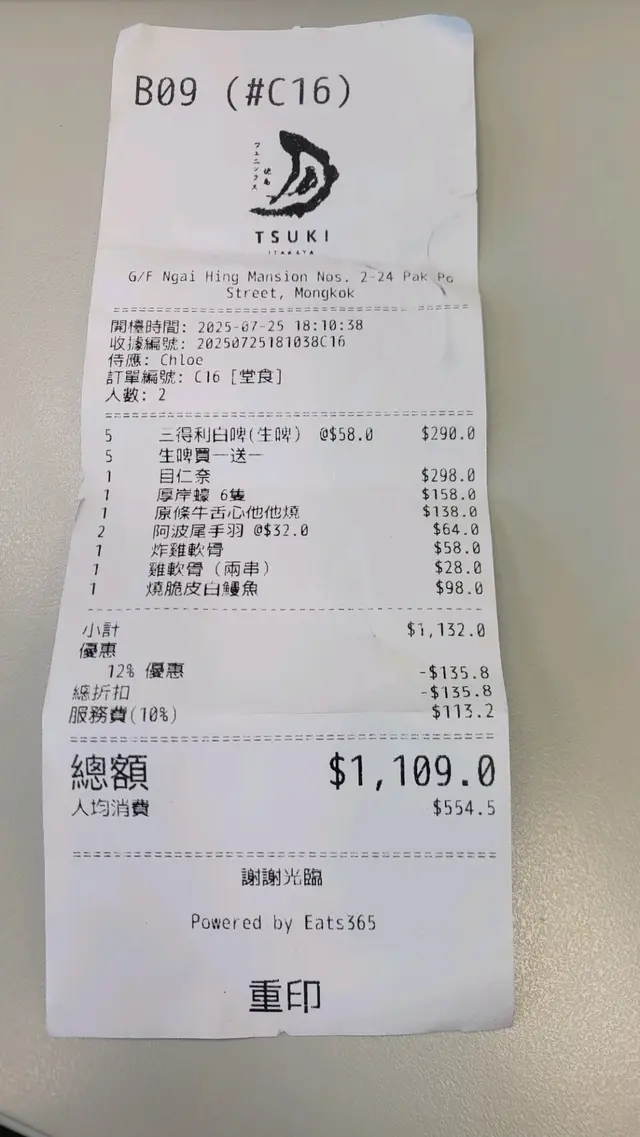 B09 (#C16)
フェニックス
TSUKI
IZAKAYA
G/F Ngai Hing Mansion Nos. 2-24 Pak Po
Street, Mongkok
開檯時間: 2025-07-25 18:10:38
收據編號: 20250725181038C16
侍應: Chloe
訂單編號: C16 [堂食]
人數: 2
5 三得利白啤(生啤) @$58.0 $290.0
5 生啤買一送一
1 目仁奈 $298.0
1 厚岸蠔 6隻 $158.0
1 原條牛舌心他他燒 $138.0
2 阿波尾手羽 @$32.0 $64.0
1 炸雞軟骨 $58.0
1 雞軟骨 (兩串) $28.0
1 燒脆皮白鱔魚 $98.0
小計 $1,132.0
優惠
12% 優惠 -$135.8
總折扣 -$135.8
服務費(10%) $113.2
總額 $1,109.0
人均消費 $554.5
謝謝光臨
Powered by Eats365
重印